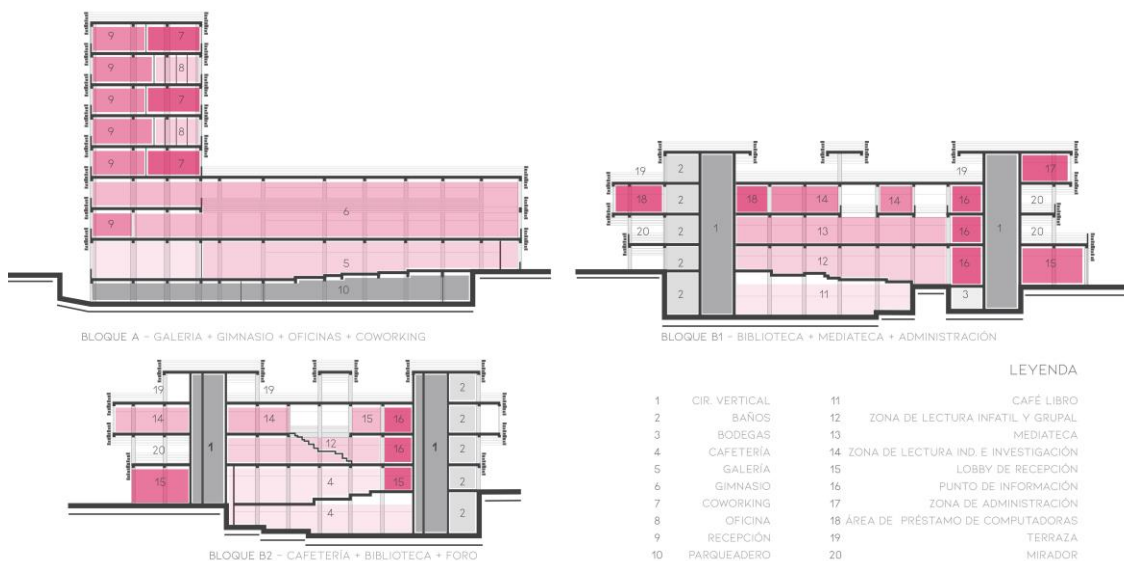 9 7
9 8
9 7
9 8
9 7
6
9
5
10
BLOQUE A - GALERIA + GIMNASIO + OFICINAS + COWORKING
2 17
19 19
18 2 18 14 14 16 20
1 1
20 2 13 16 20
2 12 16 15
2 11 3
BLOQUE B1 - BIBLIOTECA + MEDIATECA + ADMINISTRACIÓN
19 19 2
14 14 15 16 2
1 12 1
20 16 2
15 4 15 2
4 2
BLOQUE B2 - CAFETERÍA + BIBLIOTECA + FORO
LEYENDA
1 CIR. VERTICAL
2 BAÑOS
3 BODEGAS
4 CAFETERÍA
5 GALERÍA
6 GIMNASIO
7 COWORKING
8 OFICINA
9 RECEPCIÓN
10 PARQUEADERO
11 CAFÉ LIBRO
12 ZONA DE LECTURA INFATIL Y GRUPAL
13 MEDIATECA
14 ZONA DE LECTURA IND. E INVESTIGACIÓN
15 LOBBY DE RECEPCIÓN
16 PUNTO DE INFORMACIÓN
17 ZONA DE ADMINISTRACIÓN
18 ÁREA DE PRÉSTAMO DE COMPUTADORAS
19 TERRAZA
20 MIRADOR